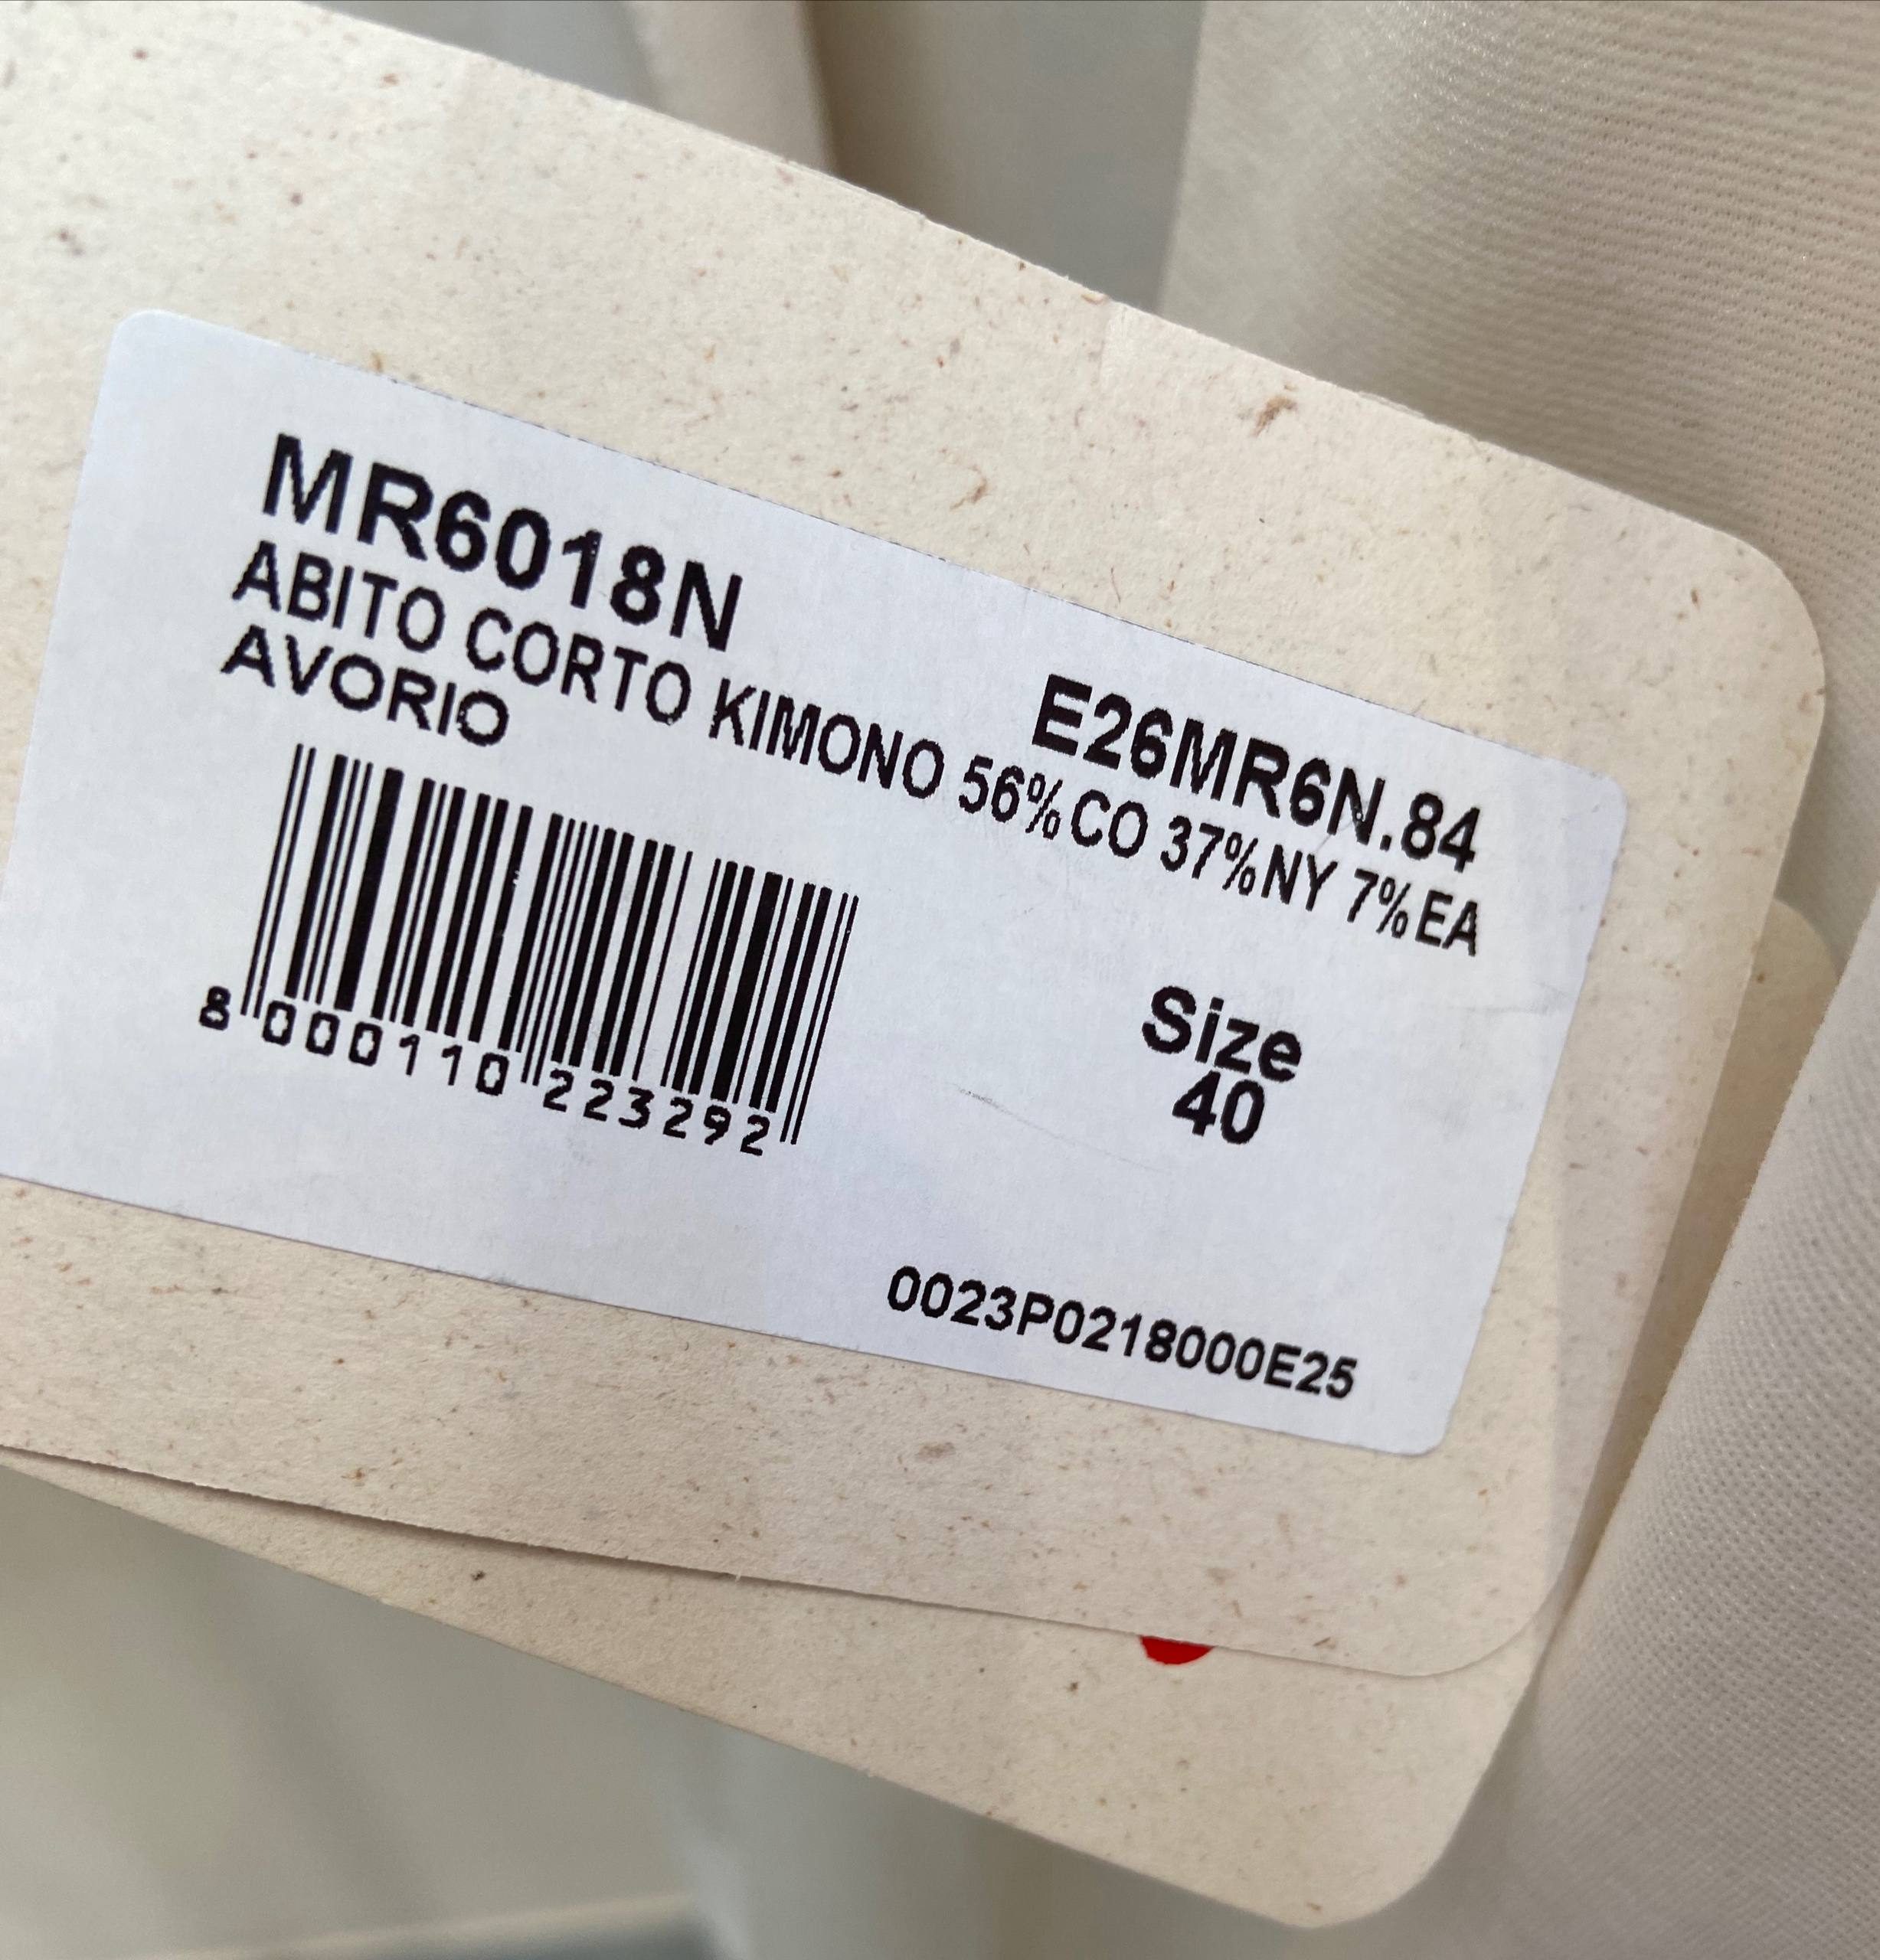 MR6018N
E26MR6N.84
ABITO CORTO KIMONO 56%CO 37%NY 7%EA
AVORIO
8 000110 223292
Size
40
0023P0218000E25